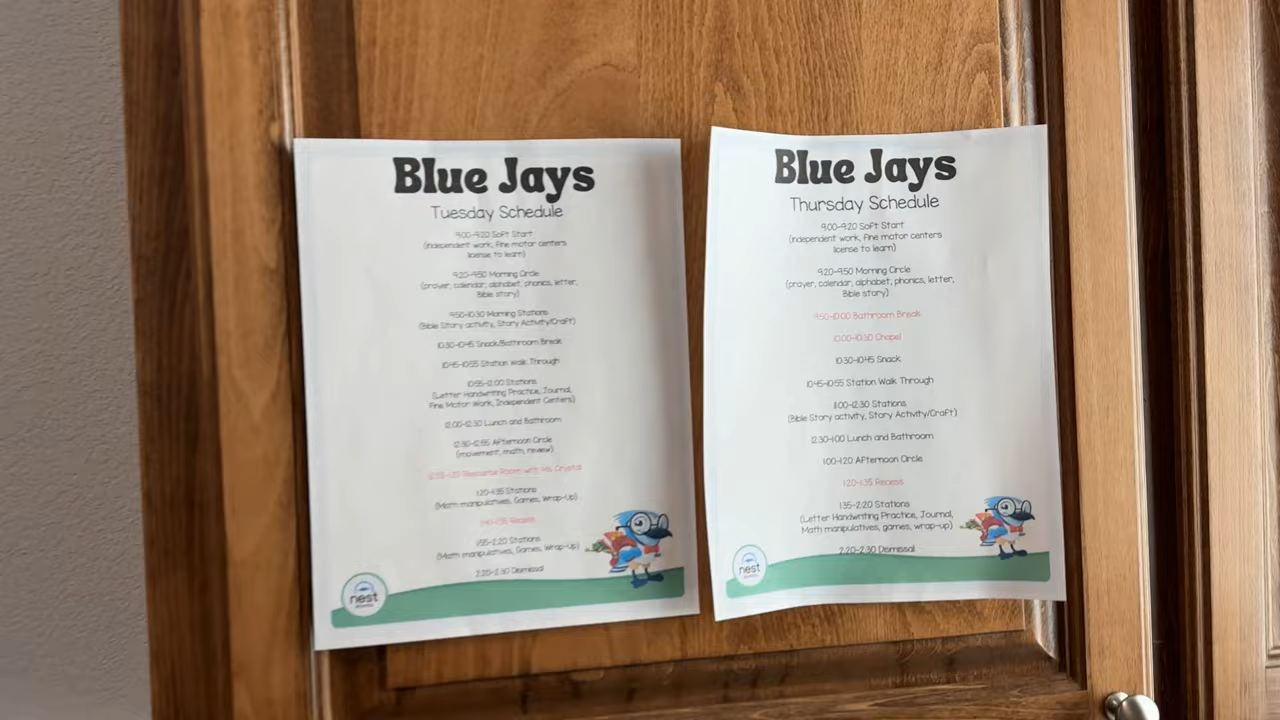 Blue Jays
Tuesday Schedule
9:00-9:20 Soft Start
(independent work, fine motor centers
license to learn)
9:20-9:50 Morning Circle
(prayer, calendar, alphabet, phonics, letter,
Bible story)
9:50-10:30 Morning Stations
(Bible Story activity, Story Activity/Craft)
10:30-10:45 Snack/Bathroom Break
10:45-10:55 Station Walk Through
10:55-12:00 Stations
(Letter Handwriting Practice, Journal,
Fine Motor Work, Independent Centers)
12:00-12:30 Lunch and Bathroom
12:30-12:55 Afternoon Circle
(movement, math, review)
12:55-1:20 Resource Room with Ms Crystal
1:20-1:35 Stations
(Math manipulatives, Games, Wrap-Up)
Recess
1:55-2:20 Stations
(Math manipulatives, Games, Wrap-Up)
2:20-2:30 Dismissal
nest
Blue Jays
Thursday Schedule
9:00-9:20 Soft Start
(independent work, fine motor centers
license to learn)
9:20-9:50 Morning Circle
(prayer, calendar, alphabet, phonics, letter,
Bible story)
9:50-10:00 Bathroom Break
10:00-10:30 Chapel
10:30-10:45 Snack
10:45-10:55 Station Walk Through
11:00-12:30 Stations
(Bible Story activity, Story Activity/Craft)
12:30-1:00 Lunch and Bathroom
1:00-1:20 Afternoon Circle
1:20-1:35 Recess
1:35-2:20 Stations
(Letter Handwriting Practice, Journal,
Math manipulatives, games, wrap-up)
2:20-2:30 Dismissal
nest